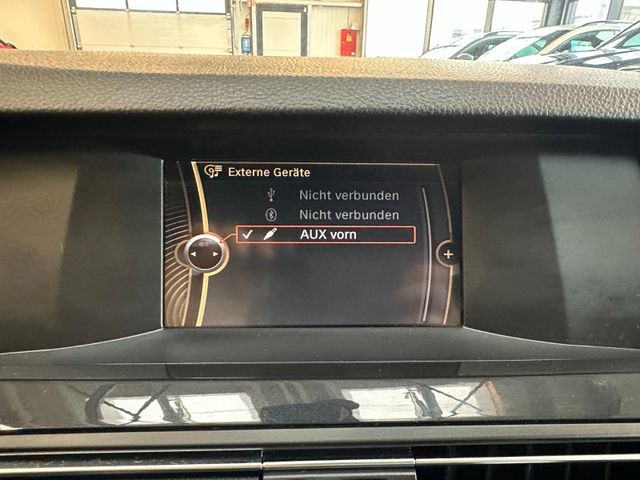 Externe Geräte
Nicht verbunden
Nicht verbunden
AUX vorn